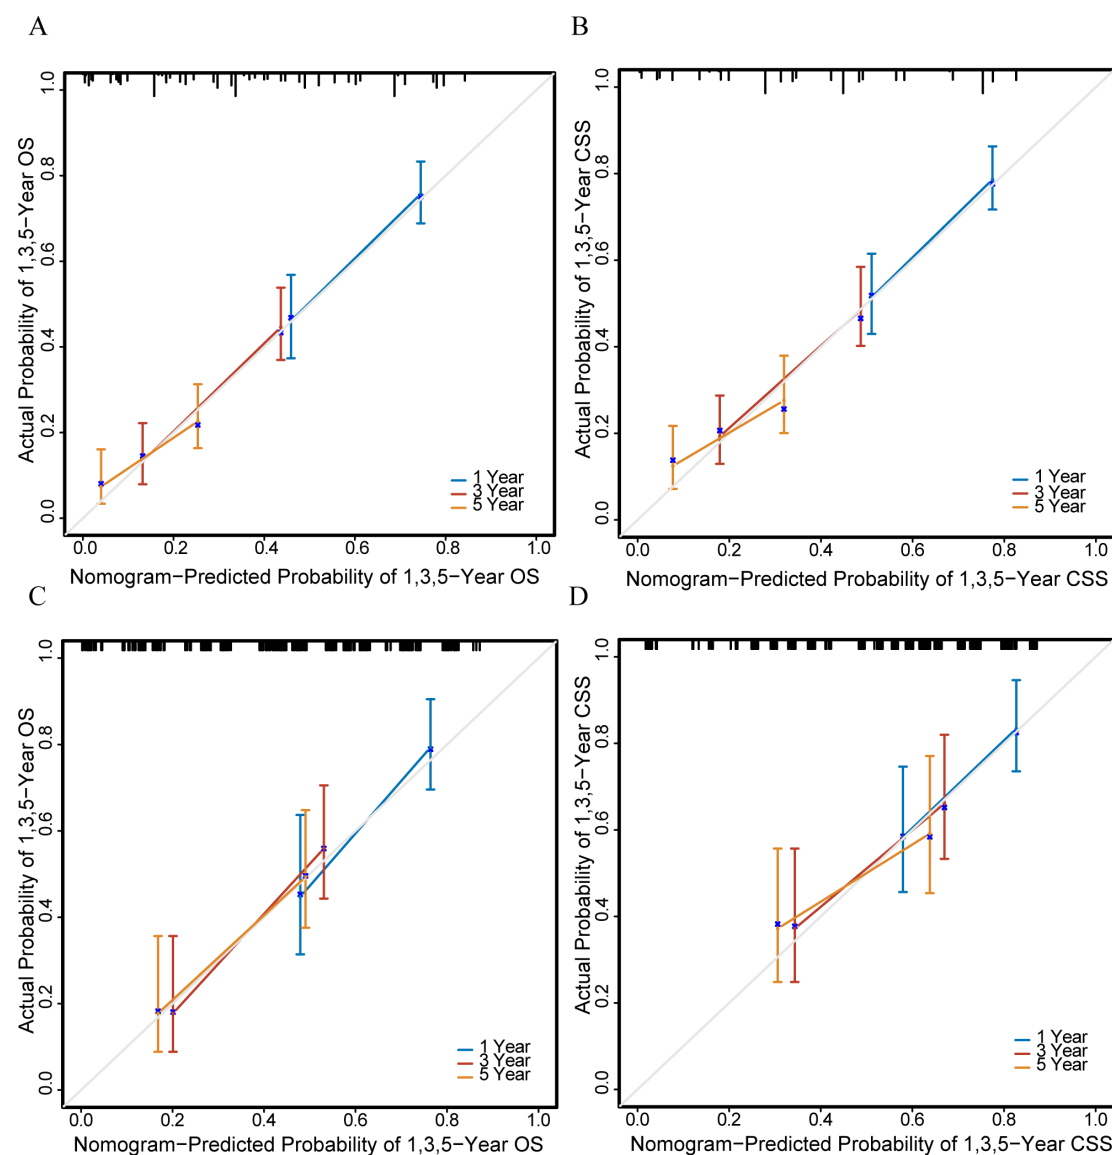 A
Actual Probability of 1,3,5−Year OS
1.0
0.8
0.6
0.4
0.2
0.0
0.0 0.2 0.4 0.6 0.8 1.0
Nomogram−Predicted Probability of 1,3,5−Year OS
1 Year
3 Year
5 Year
B
Actual Probability of 1,3,5−Year CSS
1.0
0.8
0.6
0.4
0.2
0.0
0.0 0.2 0.4 0.6 0.8 1.0
Nomogram−Predicted Probability of 1,3,5−Year CSS
1 Year
3 Year
5 Year
C
Actual Probability of 1,3,5−Year OS
1.0
0.8
0.6
0.4
0.2
0.0
0.0 0.2 0.4 0.6 0.8 1.0
Nomogram−Predicted Probability of 1,3,5−Year OS
1 Year
3 Year
5 Year
D
Actual Probability of 1,3,5−Year CSS
1.0
0.8
0.6
0.4
0.2
0.0
0.0 0.2 0.4 0.6 0.8 1.0
Nomogram−Predicted Probability of 1,3,5−Year CSS
1 Year
3 Year
5 Year